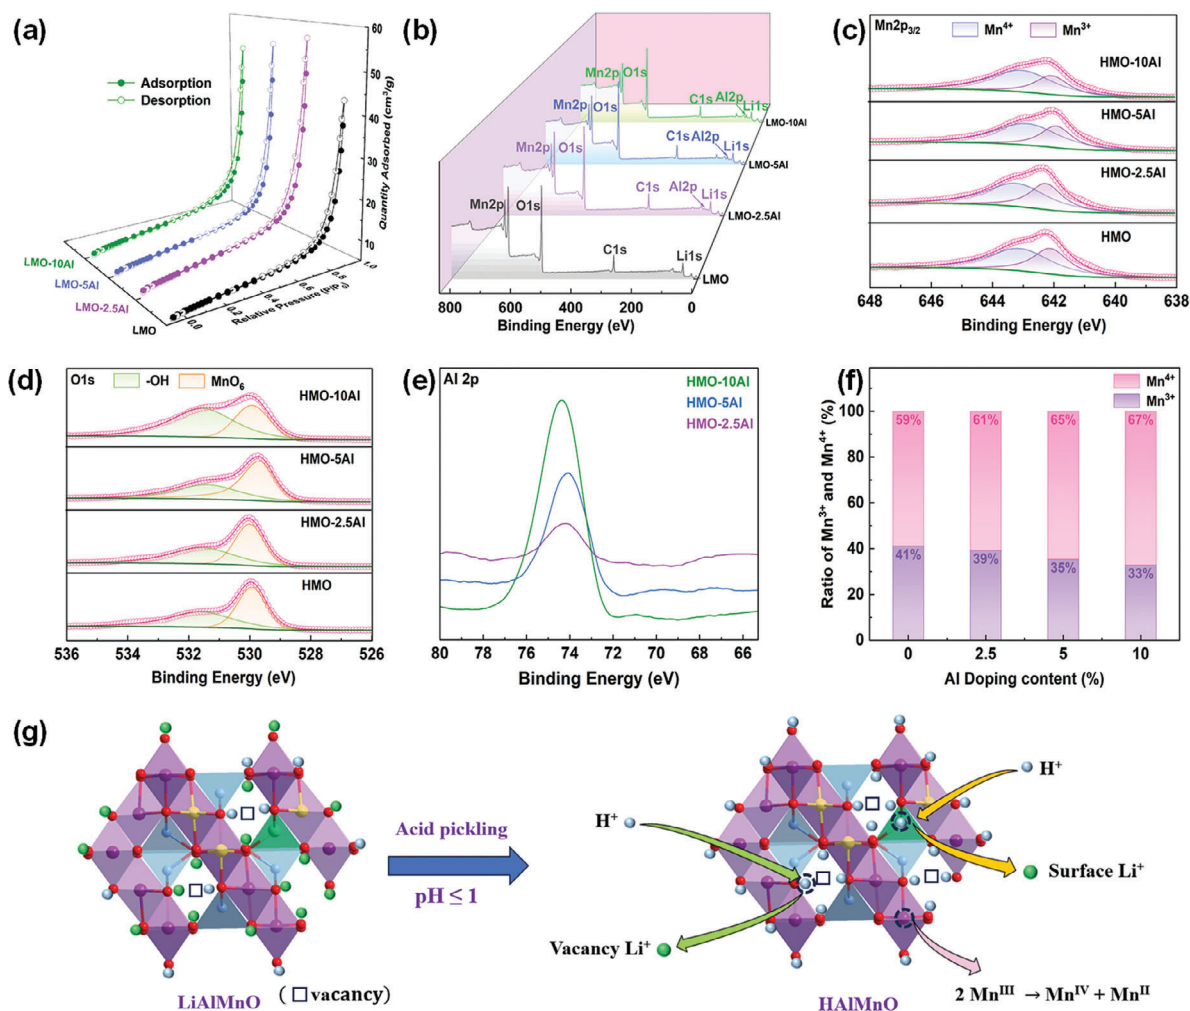 (a)
Adsorption
Desorption
60
50
40
30
20
10
Quantity Adsorbed (cm³/g)
0.0
0.2
0.4
0.6
0.8
1.0
Relative Pressure (P/P₀)
LMO-10Al
LMO-5Al
LMO-2.5Al
LMO
(b)
Mn2p O1s
C1s Al2p
Li1s
LMO-10Al
Mn2p O1s
C1s Al2p
Li1s
LMO-5Al
Mn2p O1s
C1s Al2p
Li1s
LMO-2.5Al
Mn2p O1s
C1s Li1s
LMO
800 600 400 200 0
Binding Energy (eV)
(c)
Mn2p₃/₂ Mn⁴⁺ Mn³⁺
HMO-10Al
HMO-5Al
HMO-2.5Al
HMO
648 646 644 642 640 638
Binding Energy (eV)
(d)
O1s -OH MnO₆
HMO-10Al
HMO-5Al
HMO-2.5Al
HMO
536 534 532 530 528 526
Binding Energy (eV)
(e)
Al 2p
HMO-10Al
HMO-5Al
HMO-2.5Al
80 78 76 74 72 70 68 66
Binding Energy (eV)
(f)
Mn⁴⁺
Mn³⁺
100
80
60
40
20
0
Ratio of Mn³⁺ and Mn⁴⁺ (%)
59% 61% 65% 67%
41% 39% 35% 33%
0 2.5 5 10
Al Doping content (%)
(g)
Acid pickling
pH ≤ 1
LiAlMnO (□ vacancy)
H⁺
H⁺
Surface Li⁺
Vacancy Li⁺
HAlMnO
2 Mnᴵᴵᴵ → Mnᴵⱽ + Mnᴵᴵ